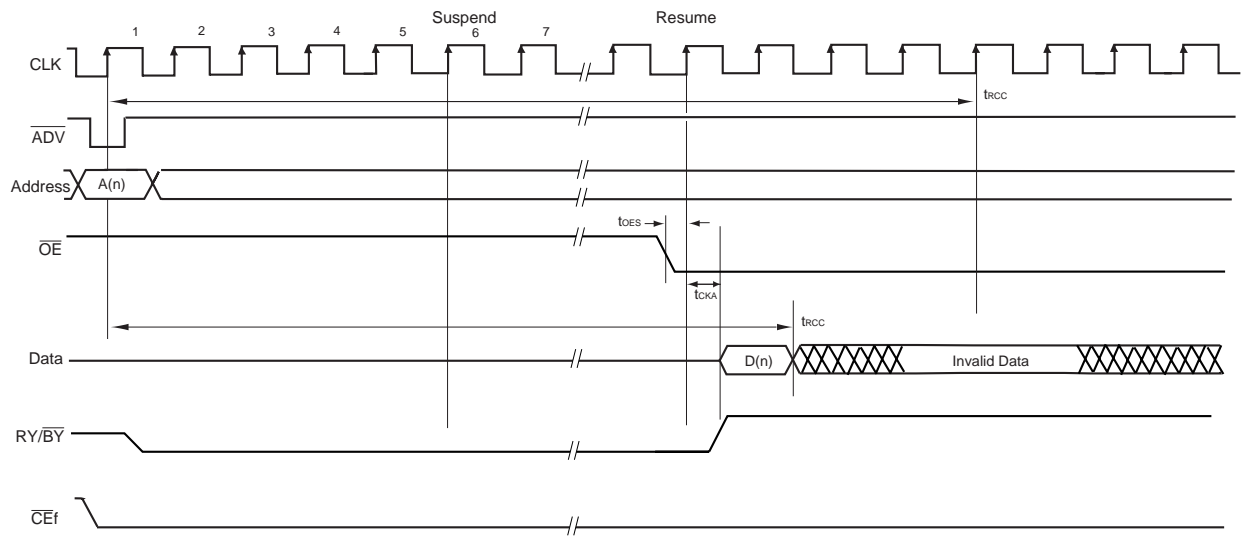 Suspend Resume
1 2 3 4 5 6 7
CLK
tRCC
ADV
Address A(n)
tOES
OE
tCKA
tRCC
Data D(n) Invalid Data
RY/BY
CEf